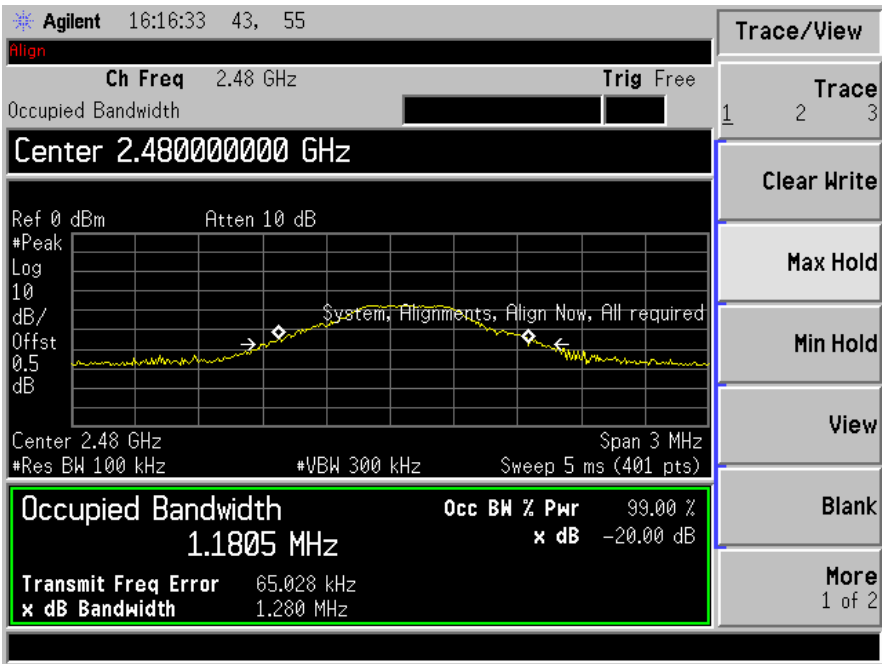 Agilent 16:16:33 43, 55
Align
Ch Freq 2.48 GHz Trig Free
Occupied Bandwidth
Center 2.480000000 GHz
Ref 0 dBm Atten 10 dB
#Peak
Log
10
dB/
Offst
0.5
dB
System, Alignments, Align Now, All required
Center 2.48 GHz Span 3 MHz
#Res BW 100 kHz #VBW 300 kHz Sweep 5 ms (401 pts)
Occupied Bandwidth
1.1805 MHz
Occ BW % Pwr 99.00 %
x dB -20.00 dB
Transmit Freq Error 65.028 kHz
x dB Bandwidth 1.280 MHz
Trace/View
Trace
1 2 3
Clear Write
Max Hold
Min Hold
View
Blank
More
1 of 2